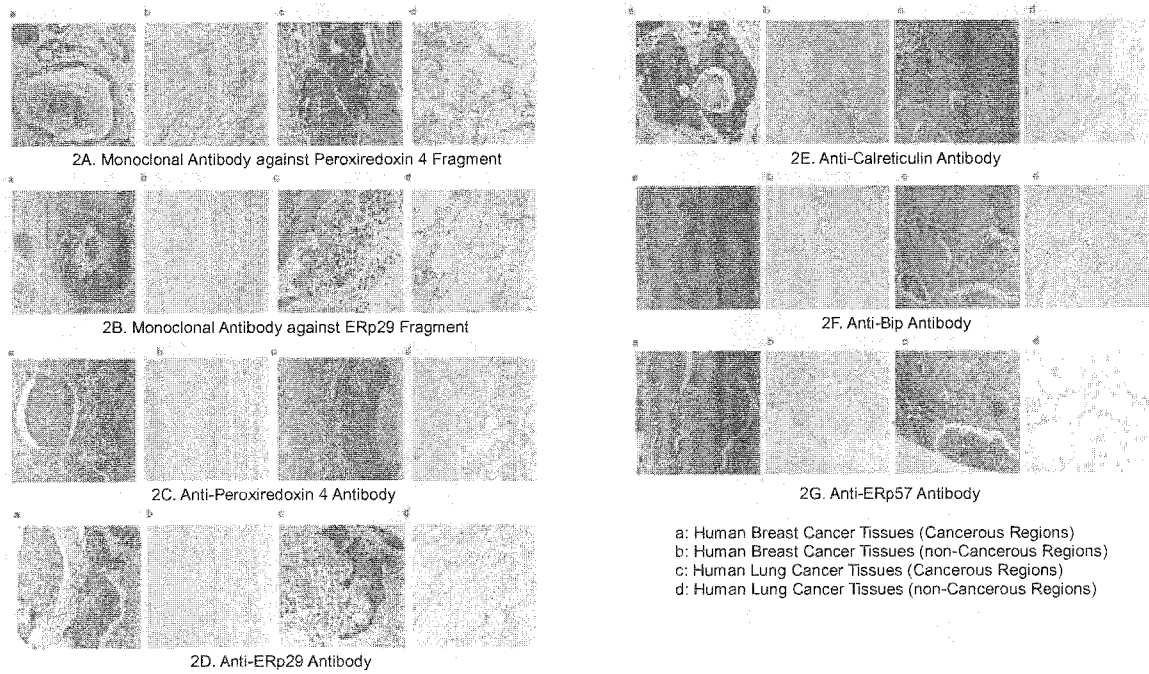 a b c d
2A. Monoclonal Antibody against Peroxiredoxin 4 Fragment
a b c d
2B. Monoclonal Antibody against ERp29 Fragment
a b c d
2C. Anti-Peroxiredoxin 4 Antibody
a b c d
2D. Anti-ERp29 Antibody
a b c d
2E. Anti-Calreticulin Antibody
a b c d
2F. Anti-Bip Antibody
a b c d
2G. Anti-ERp57 Antibody
a: Human Breast Cancer Tissues (Cancerous Regions)
b: Human Breast Cancer Tissues (non-Cancerous Regions)
c: Human Lung Cancer Tissues (Cancerous Regions)
d: Human Lung Cancer Tissues (non-Cancerous Regions)